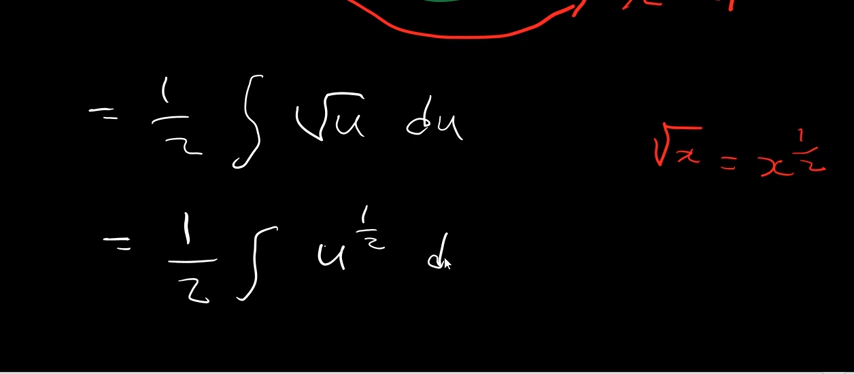 = 1/2 ∫ √u du
√x = x^(1/2)
= 1/2 ∫ u^(1/2) d